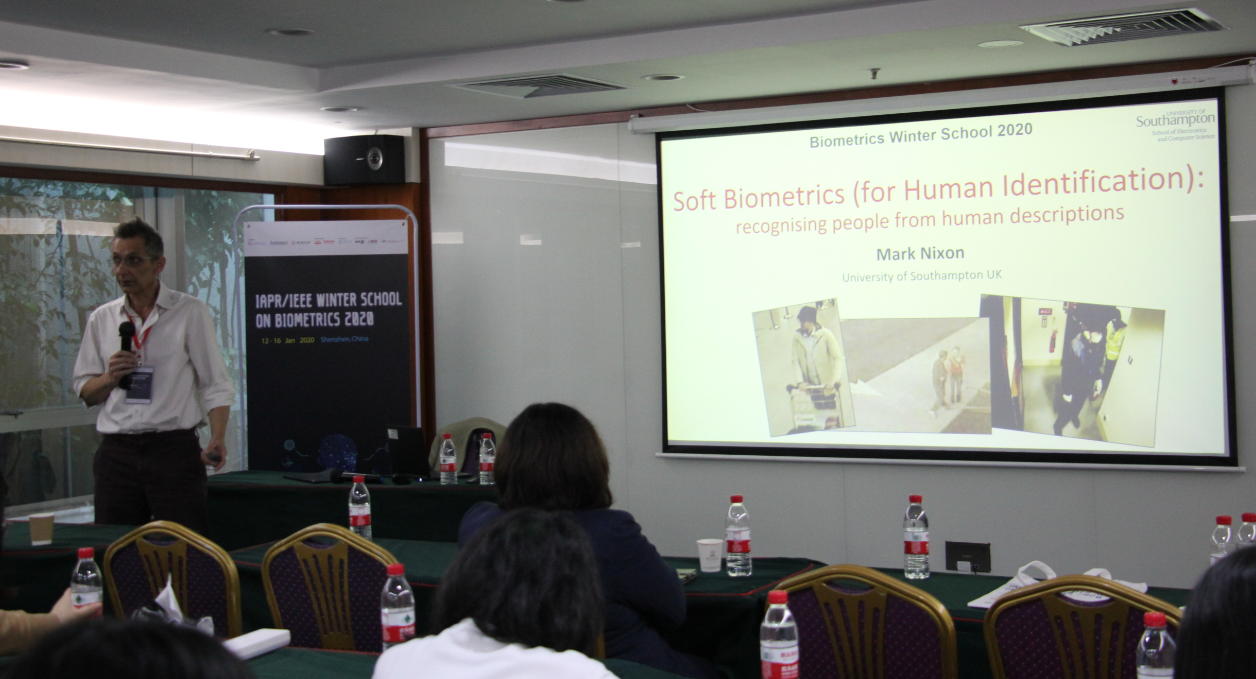 Biometrics Winter School 2020
UNIVERSITY OF
Southampton
School of Electronics
and Computer Science
Soft Biometrics (for Human Identification):
recognising people from human descriptions
Mark Nixon
University of Southampton UK
IAPR/IEEE WINTER SCHOOL
ON BIOMETRICS 2020
12 - 16 Jan 2020 Shenzhen, China